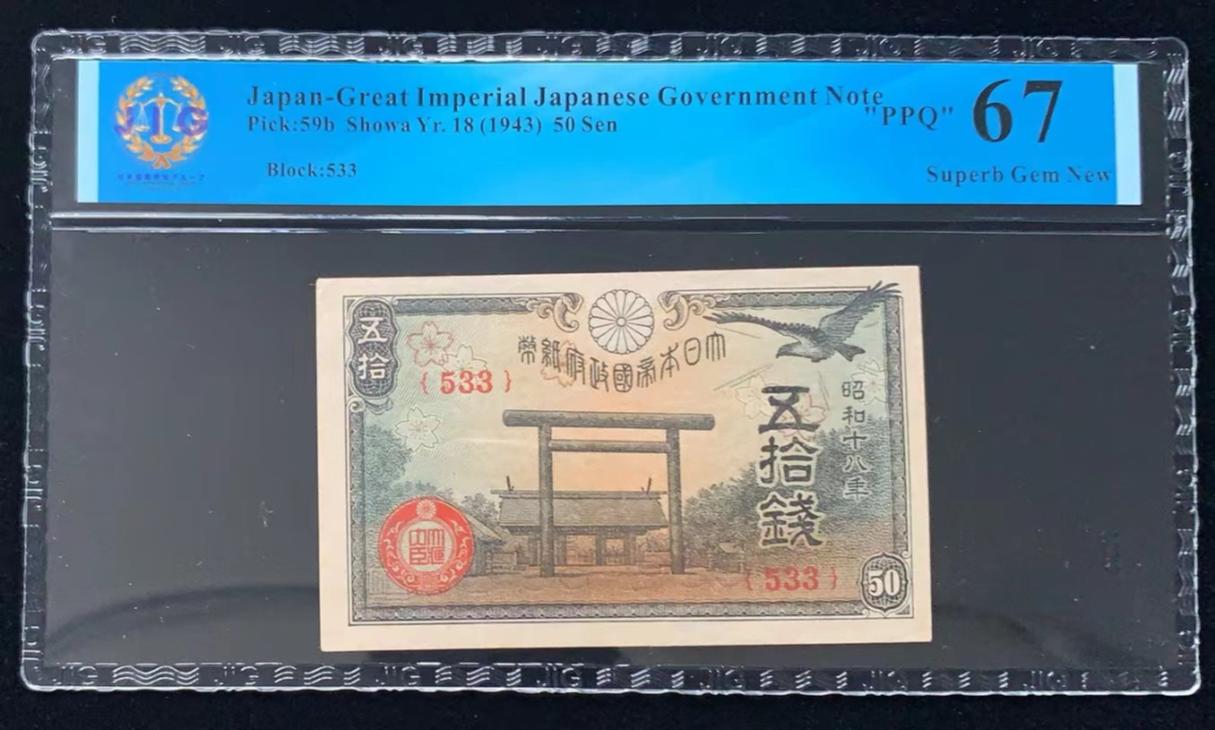 JIG
Japan-Great Imperial Japanese Government Note
Pick:59b Showa Yr. 18 (1943) 50 Sen
Block:533
"PPQ" 67
Superb Gem New
五拾
{533}
大日本帝國政府紙幣
五拾錢
昭和十八年
{533}
50